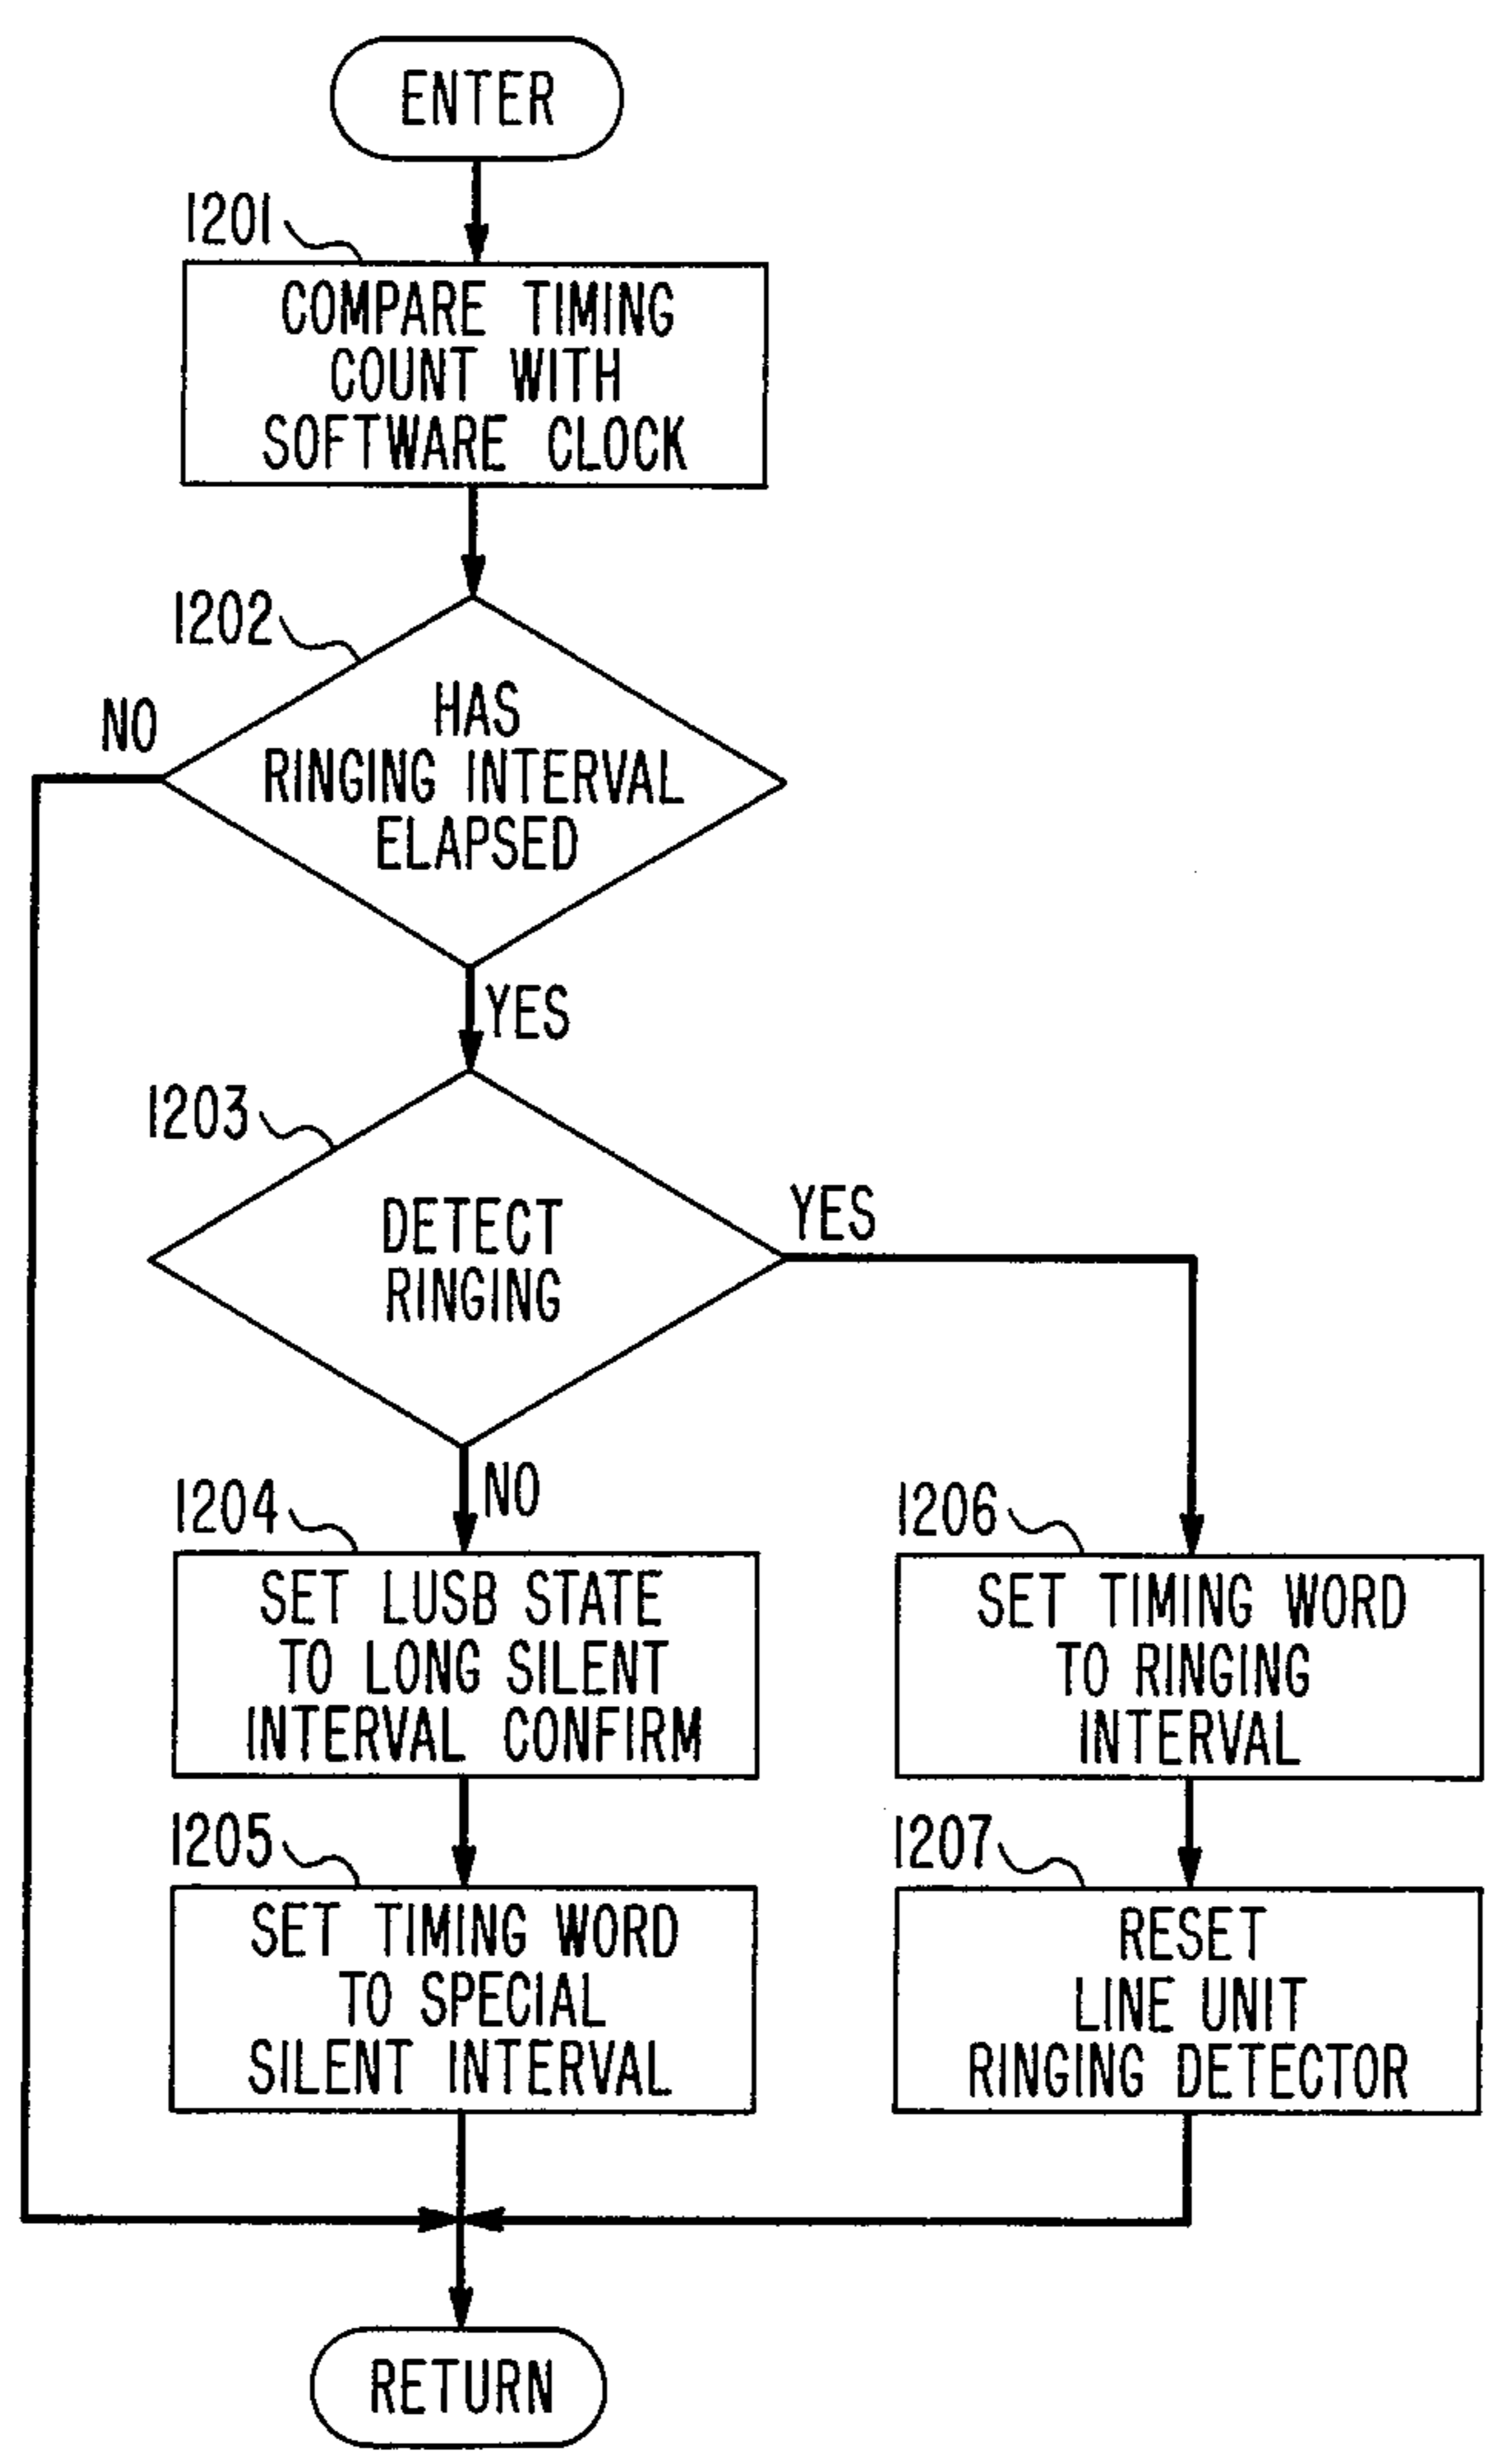 ENTER
1201
COMPARE TIMING
COUNT WITH
SOFTWARE CLOCK
1202
NO
HAS
RINGING INTERVAL
ELAPSED
YES
1203
DETECT
RINGING
YES
NO
1204
SET LUSB STATE
TO LONG SILENT
INTERVAL CONFIRM
1206
SET TIMING WORD
TO RINGING
INTERVAL
1205
SET TIMING WORD
TO SPECIAL
SILENT INTERVAL
1207
RESET
LINE UNIT
RINGING DETECTOR
RETURN